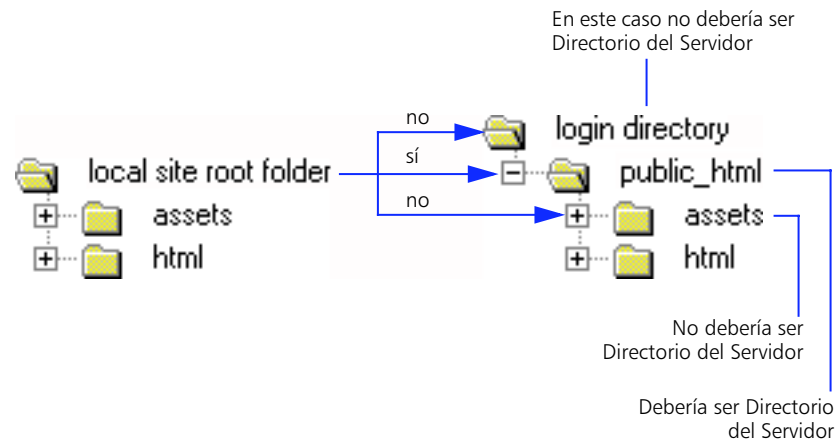 En este caso no debería ser
Directorio del Servidor
no
login directory
local site root folder
sí
public_html
assets
no
assets
html
html
No debería ser
Directorio del Servidor
Debería ser Directorio
del Servidor